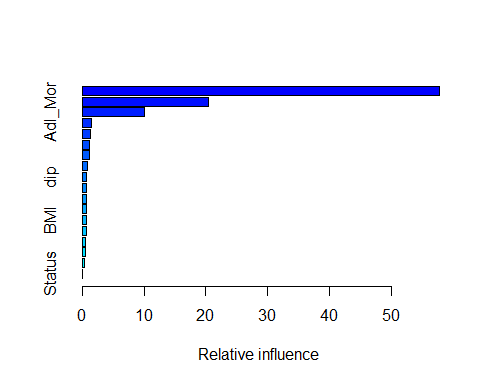 Adl_Mor
dip
BMI
Status
0 10 20 30 40 50
Relative influence